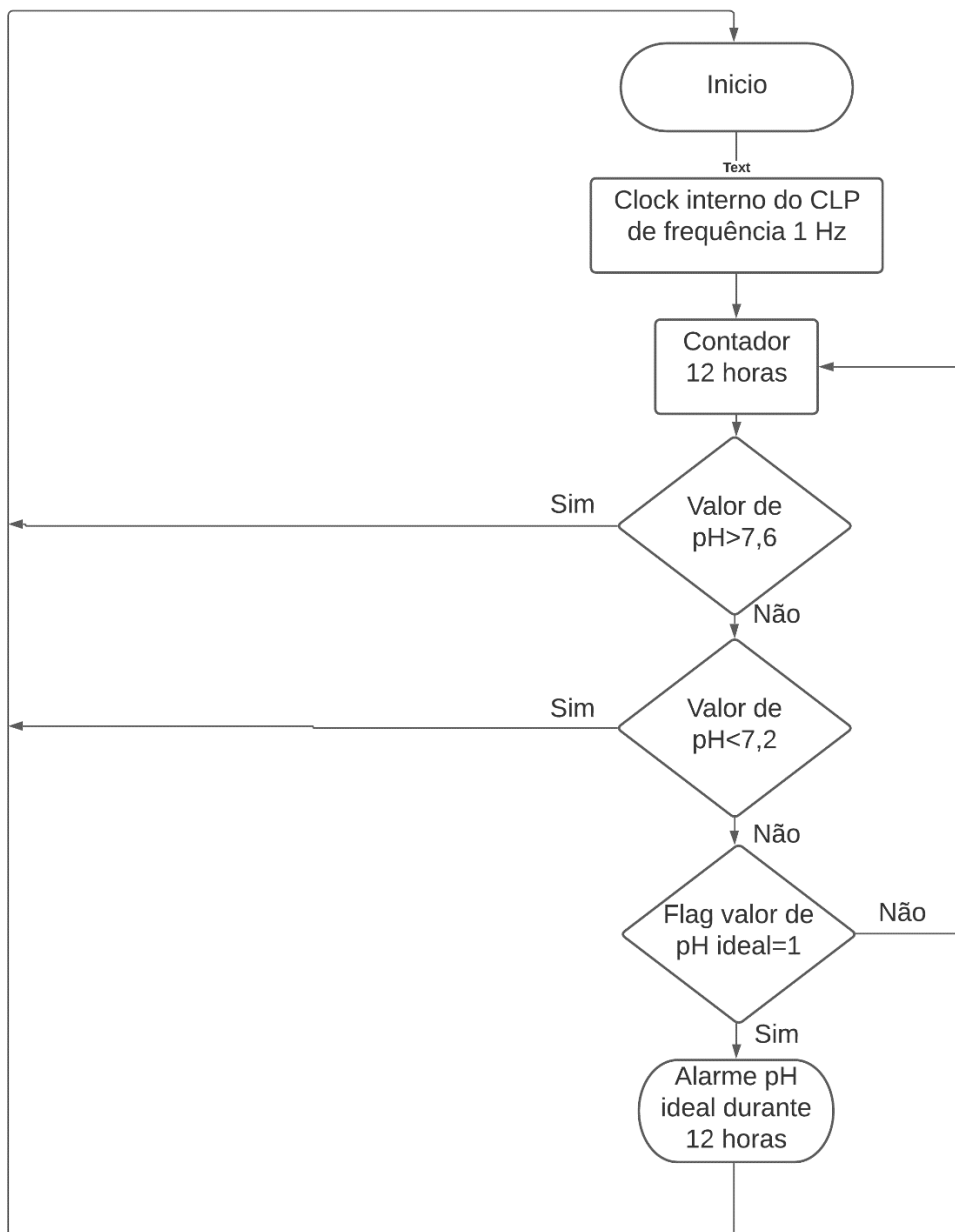 Inicio
Text
Clock interno do CLP
de frequência 1 Hz
Contador
12 horas
Sim
Valor de
pH>7,6
Não
Sim
Valor de
pH<7,2
Não
Flag valor de
pH ideal=1
Não
Sim
Alarme pH
ideal durante
12 horas